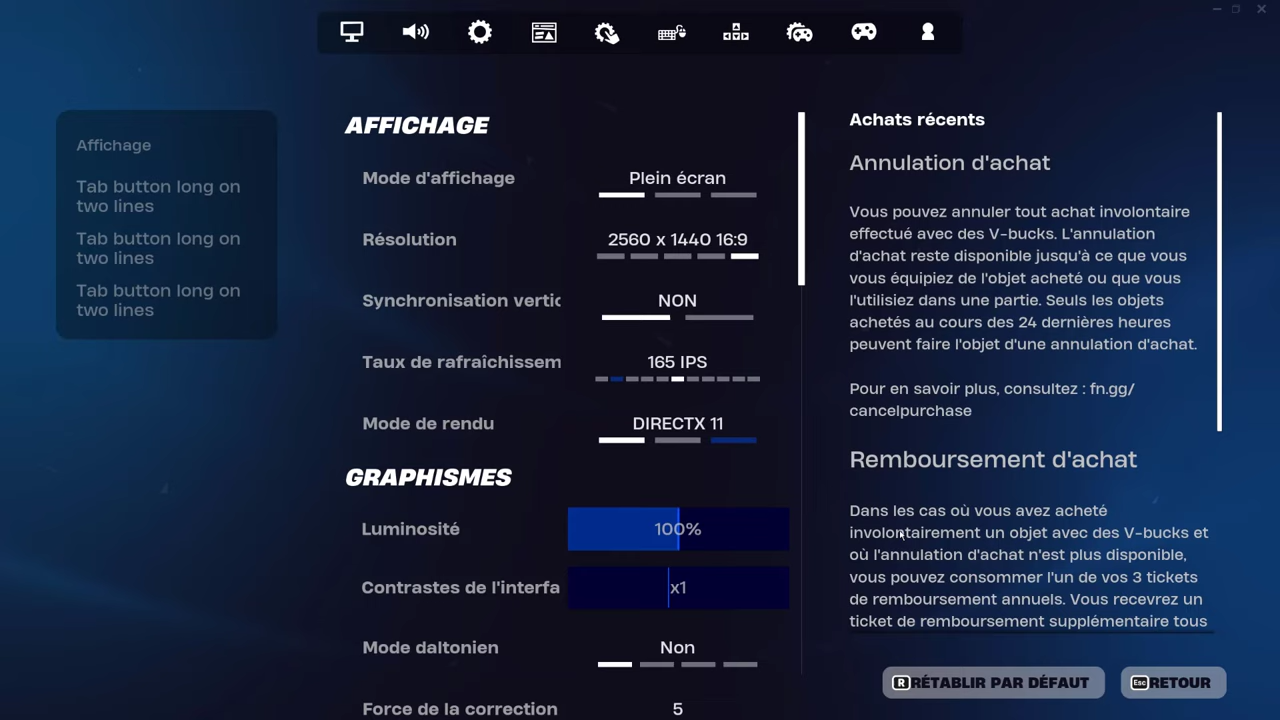 Affichage
Tab button long on
two lines
Tab button long on
two lines
Tab button long on
two lines
AFFICHAGE
Mode d'affichage
Plein écran
Résolution
2560 x 1440 16:9
Synchronisation vertic
NON
Taux de rafraîchissem
165 IPS
Mode de rendu
DIRECTX 11
GRAPHISMES
Luminosité
100%
Contrastes de l'interfa
x1
Mode daltonien
Non
Force de la correction
5
Achats récents
Annulation d'achat
Vous pouvez annuler tout achat involontaire
effectué avec des V-bucks. L'annulation
d'achat reste disponible jusqu'à ce que vous
vous équipiez de l'objet acheté ou que vous
l'utilisiez dans une partie. Seuls les objets
achetés au cours des 24 dernières heures
peuvent faire l'objet d'une annulation d'achat.
Pour en savoir plus, consultez : fn.gg/
cancelpurchase
Remboursement d'achat
Dans les cas où vous avez acheté
involontairement un objet avec des V-bucks et
où l'annulation d'achat n'est plus disponible,
vous pouvez consommer l'un de vos 3 tickets
de remboursement annuels. Vous recevrez un
ticket de remboursement supplémentaire tous
R RÉTABLIR PAR DÉFAUT
Esc RETOUR